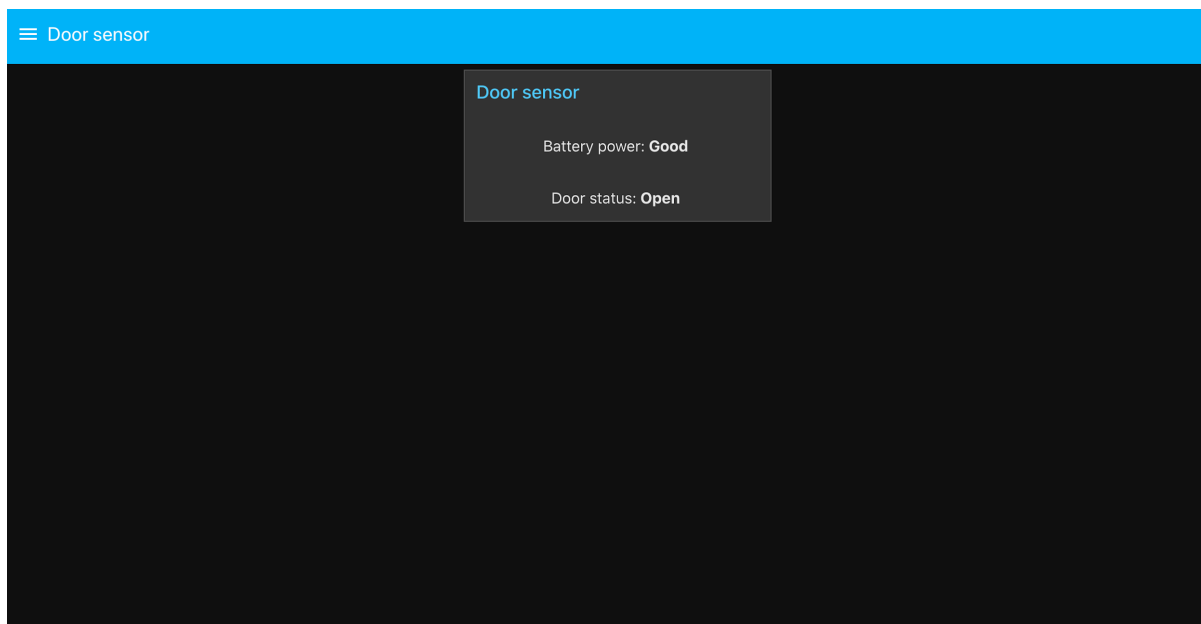 Door sensor
Door sensor
Battery power: Good
Door status: Open